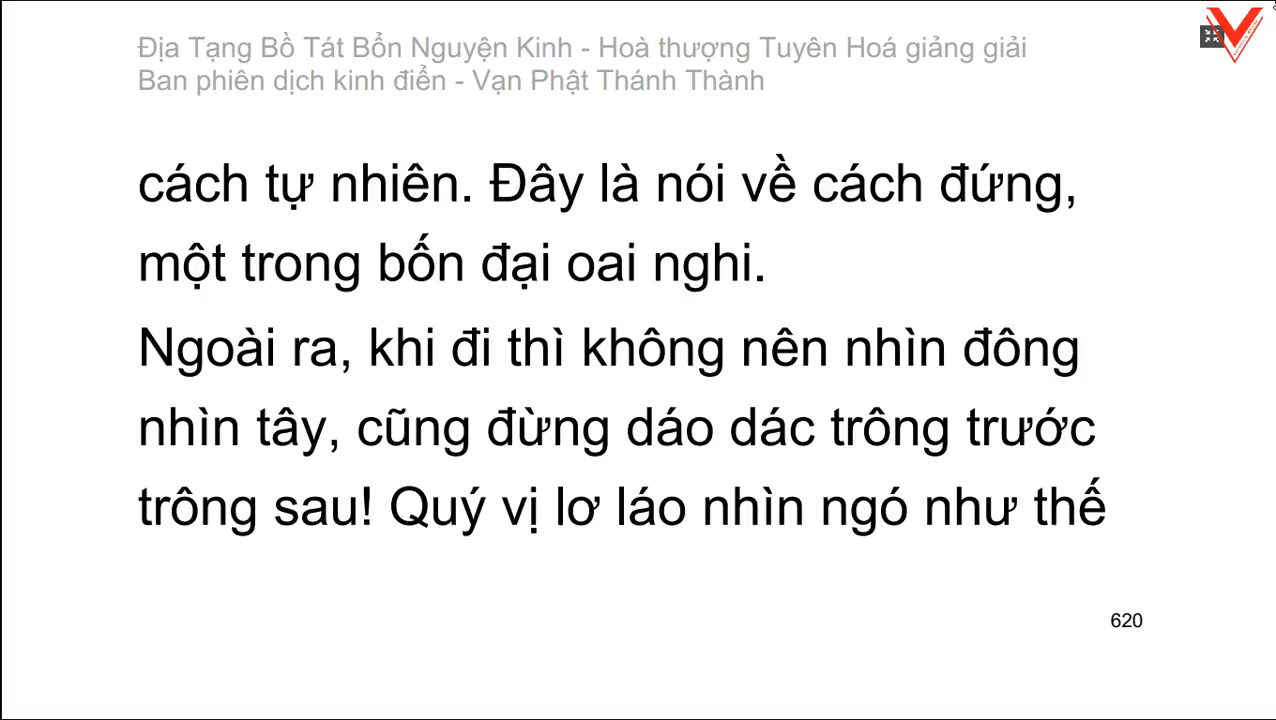 Địa Tạng Bồ Tát Bổn Nguyện Kinh - Hoà thượng Tuyên Hoá giảng giải
Ban phiên dịch kinh điển - Vạn Phật Thánh Thành
cách tự nhiên. Đây là nói về cách đứng,
một trong bốn đại oai nghi.
Ngoài ra, khi đi thì không nên nhìn đông
nhìn tây, cũng đừng dáo dác trông trước
trông sau! Quý vị lơ láo nhìn ngó như thế
620